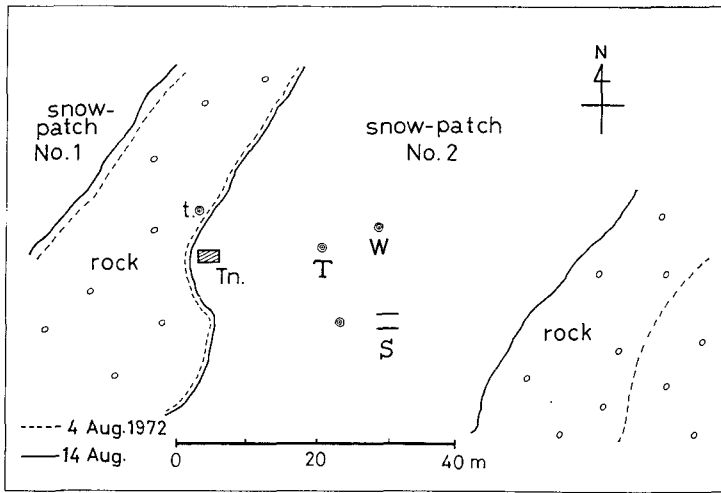 N
snow-
patch
No.1
snow-patch
No. 2
t.
W
T
rock
Tn.
S
rock
4 Aug.1972
14 Aug.
0 20 40 m